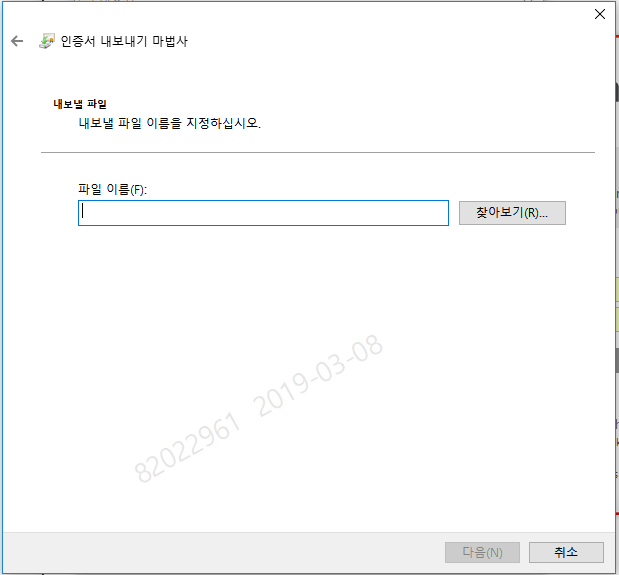 인증서 내보내기 마법사
내보낼 파일
내보낼 파일 이름을 지정하십시오.
파일 이름(F):
찾아보기(R)...
82022961 2019-03-08
다음(N)
취소